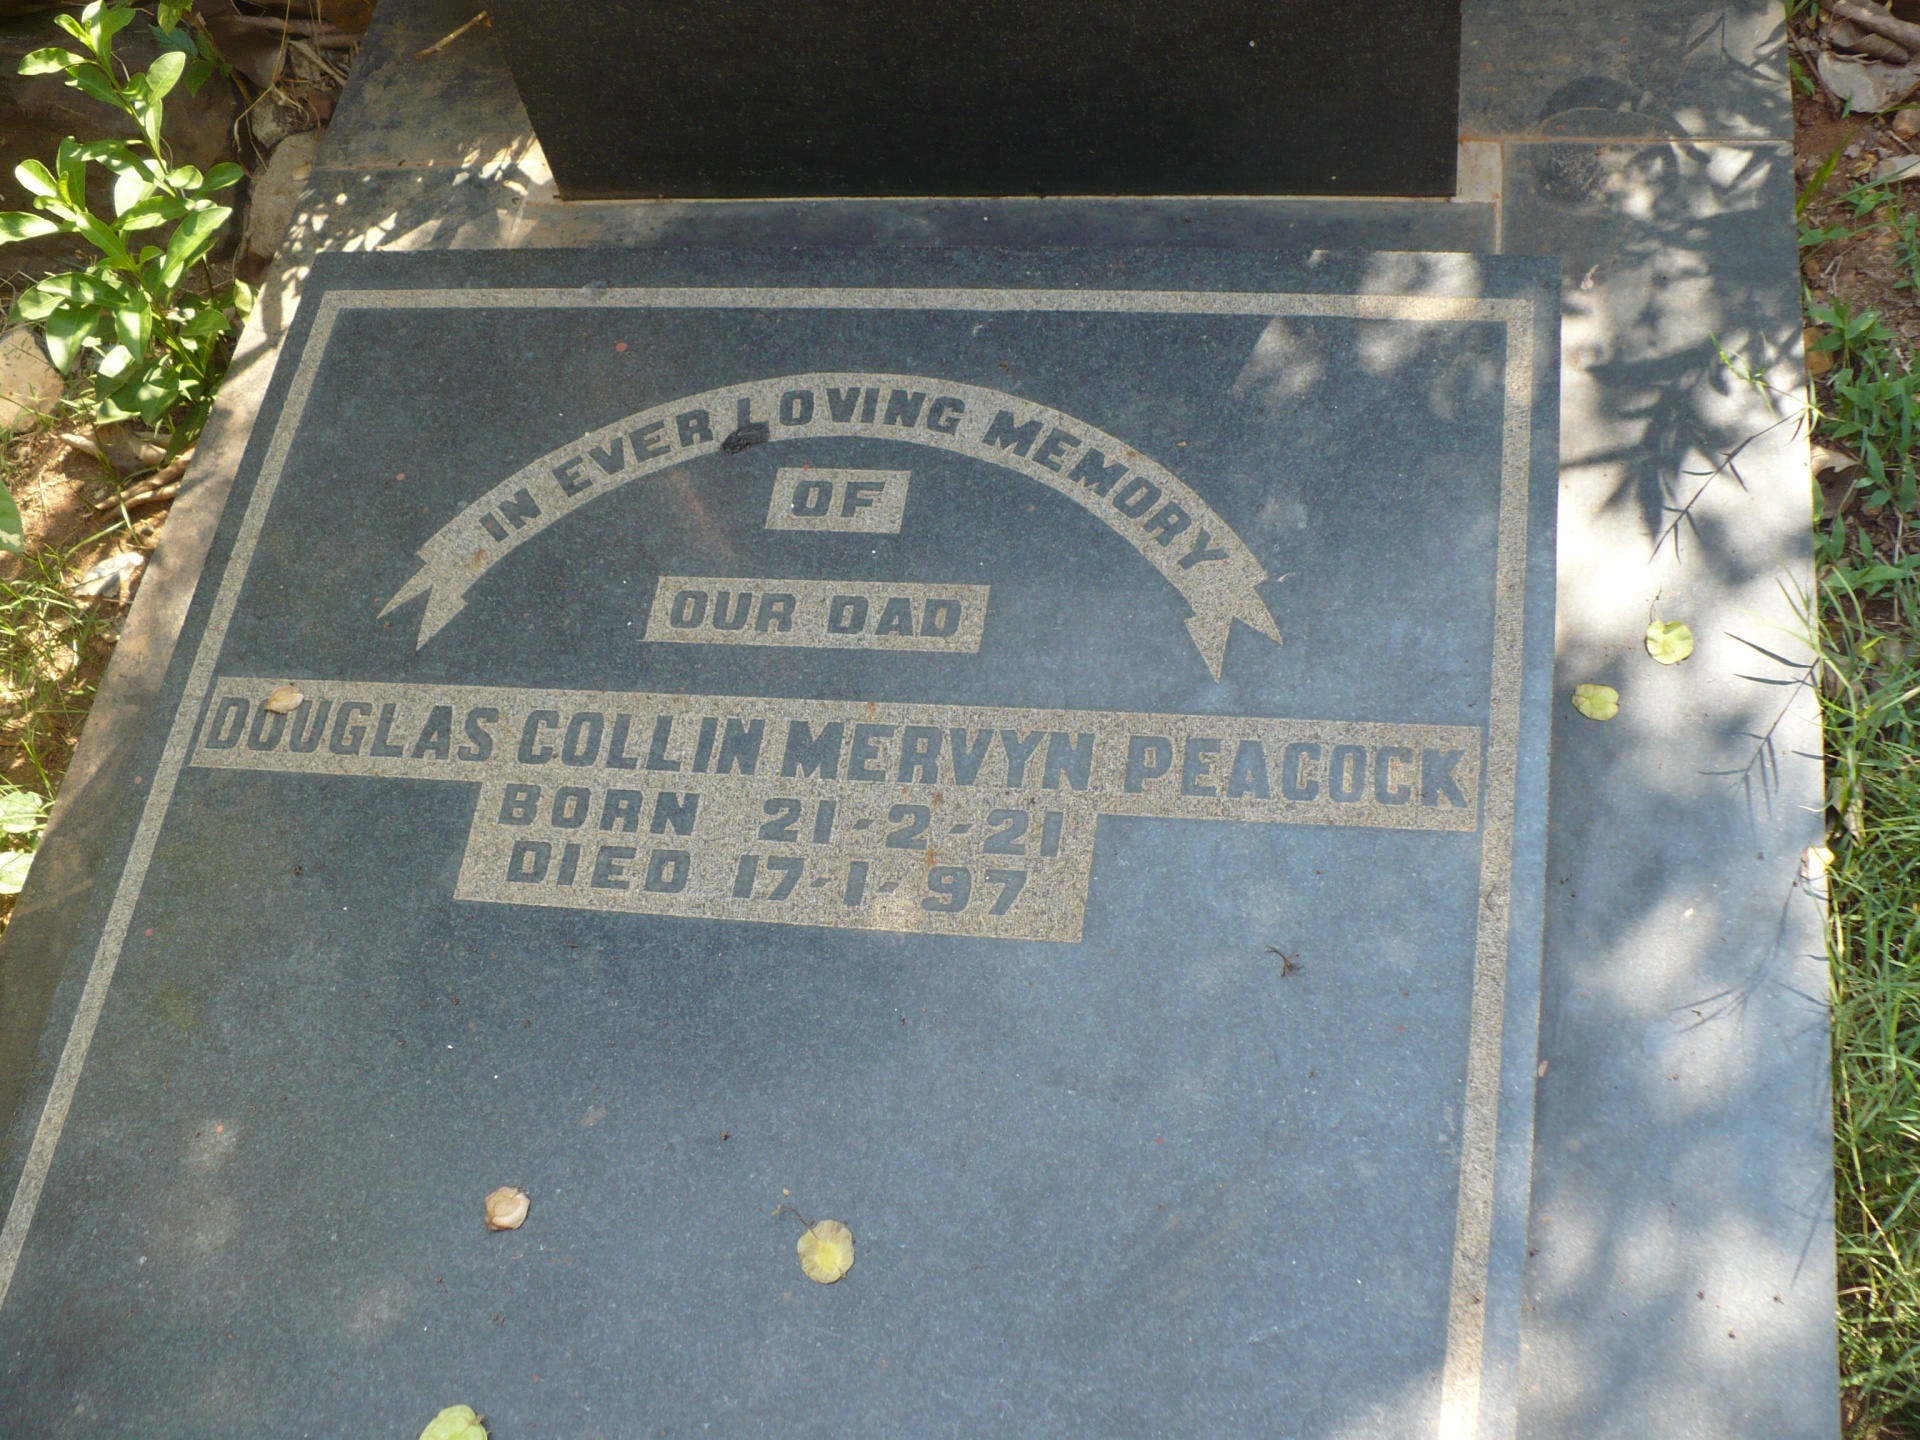 IN EVER LOVING MEMORY
OF
OUR DAD
DOUGLAS COLLIN MERVYN PEACOCK
BORN 21-2-21
DIED 17-1-97